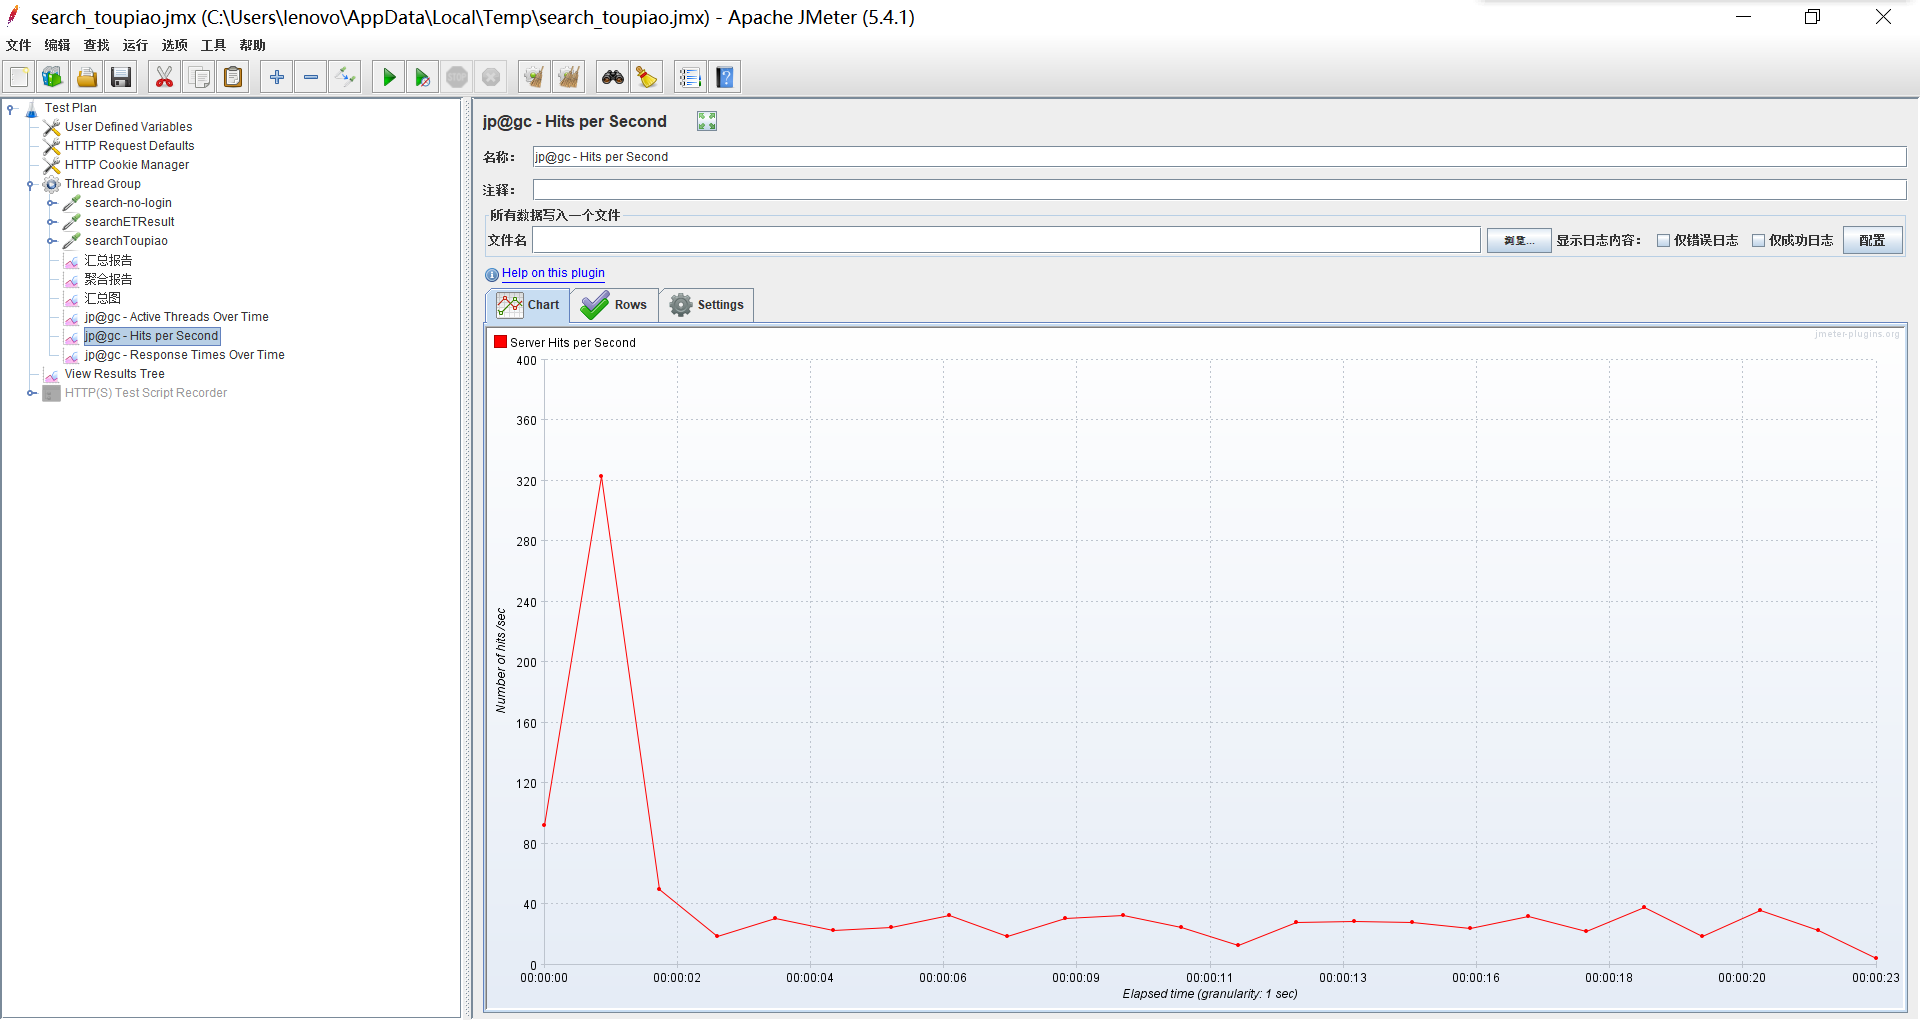 search_toupiao.jmx (C:\Users\lenovo\AppData\Local\Temp\search_toupiao.jmx) - Apache JMeter (5.4.1)
文件 编辑 查找 运行 选项 工具 帮助
STOP
Test Plan
User Defined Variables
HTTP Request Defaults
HTTP Cookie Manager
Thread Group
search-no-login
searchETResult
searchToupiao
汇总报告
聚合报告
汇总图
jp@gc - Active Threads Over Time
jp@gc - Hits per Second
jp@gc - Response Times Over Time
View Results Tree
HTTP(S) Test Script Recorder
jp@gc - Hits per Second
名称： jp@gc - Hits per Second
注释：
所有数据写入一个文件
文件名 浏览... 显示日志内容： 仅错误日志 仅成功日志 配置
Help on this plugin
Chart Rows Settings
Server Hits per Second
jmeter-plugins.org
400
360
320
280
240
200
160
120
80
40
0
Number of hits /sec
00:00:00 00:00:02 00:00:04 00:00:06 00:00:09 00:00:11 00:00:13 00:00:16 00:00:18 00:00:20 00:00:23
Elapsed time (granularity: 1 sec)